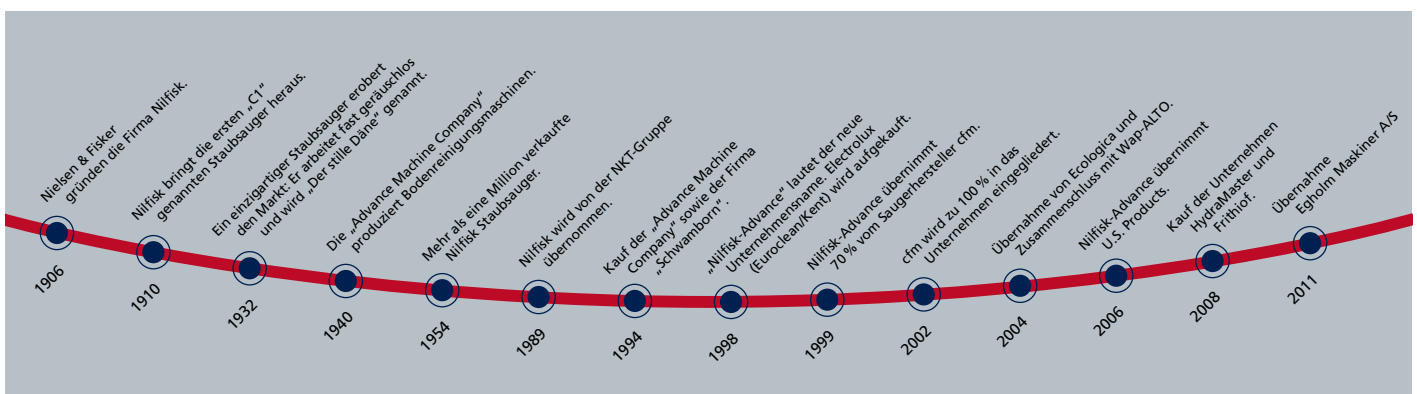 Nielsen & Fisker
gründen die Firma Nilfisk.
1906
Nilfisk bringt die ersten „C1“
genannten Staubsauger heraus.
1910
Ein einzigartiger Staubsauger erobert
den Markt: Er arbeitet fast geräuschlos
und wird „Der stille Däne“ genannt.
1932
Die „Advance Machine Company“
produziert Bodenreinigungsmaschinen.
1940
Mehr als eine Million verkaufte
Nilfisk Staubsauger.
1954
Nilfisk wird von der NKT-Gruppe
übernommen.
1989
Kauf der „Advance Machine
Company“ sowie der Firma
„Schwamborn“.
1994
„Nilfisk-Advance“ lautet der neue
Unternehmensname. Electrolux
(Euroclean/Kent) wird aufgekauft.
1998
Nilfisk-Advance übernimmt
70 % vom Saugerhersteller cfm.
1999
cfm wird zu 100 % in das
Unternehmen eingegliedert.
2002
Übernahme von Ecologica und
Zusammenschluss mit Wap-ALTO.
2004
Nilfisk-Advance übernimmt
U.S. Products.
2006
Kauf der Unternehmen
HydraMaster und
Frithiof.
2008
Übernahme
Egholm Maskiner A/S
2011